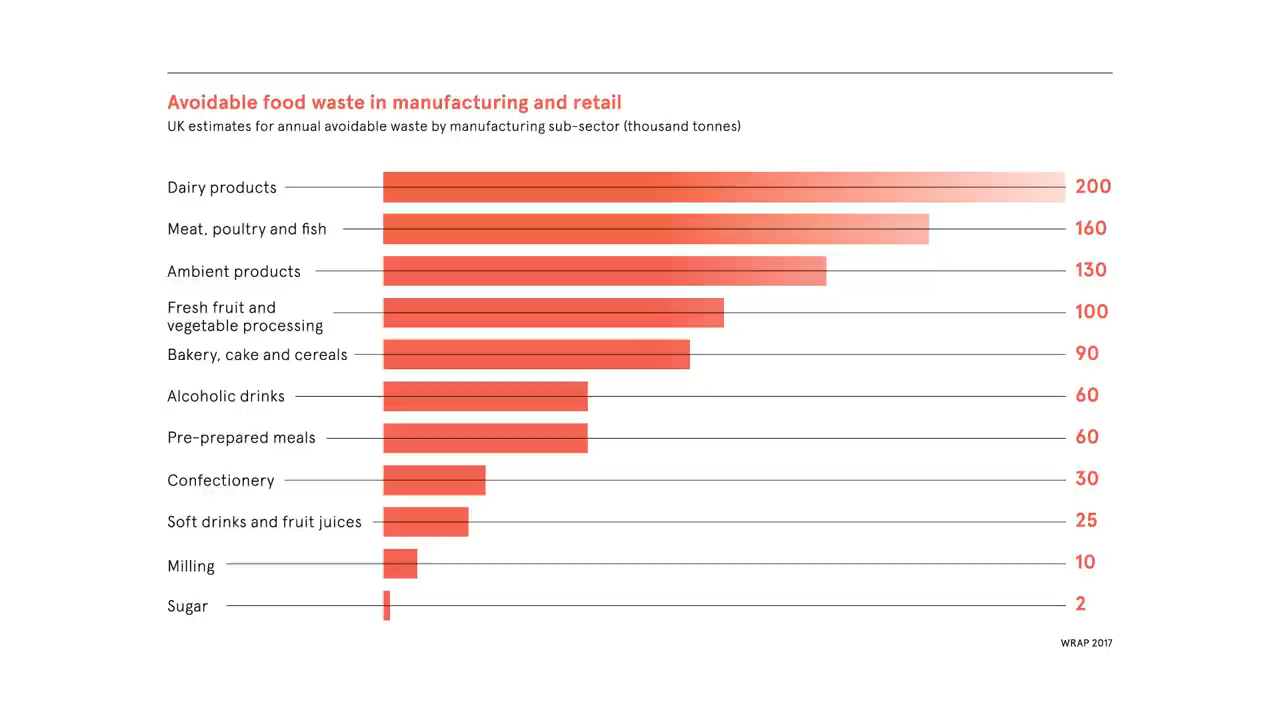 Avoidable food waste in manufacturing and retail
UK estimates for annual avoidable waste by manufacturing sub-sector (thousand tonnes)
Dairy products 200
Meat, poultry and fish 160
Ambient products 130
Fresh fruit and
vegetable processing 100
Bakery, cake and cereals 90
Alcoholic drinks 60
Pre-prepared meals 60
Confectionery 30
Soft drinks and fruit juices 25
Milling 10
Sugar 2
WRAP 2017